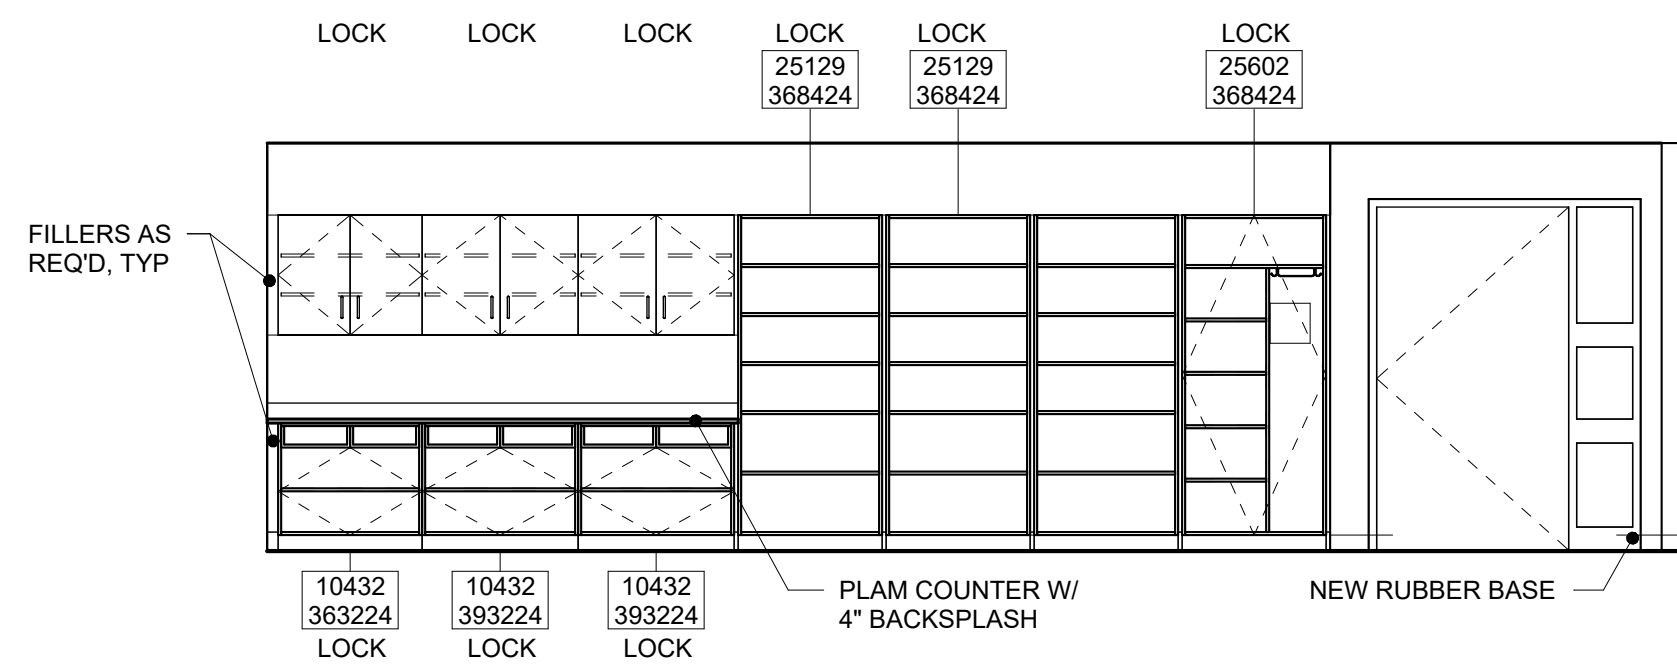 LOCK
LOCK
LOCK
LOCK
25129
368424
LOCK
25129
368424
LOCK
25602
368424
FILLERS AS
REQ'D, TYP
10432
363224
LOCK
10432
393224
LOCK
10432
393224
LOCK
PLAM COUNTER W/
4" BACKSPLASH
NEW RUBBER BASE